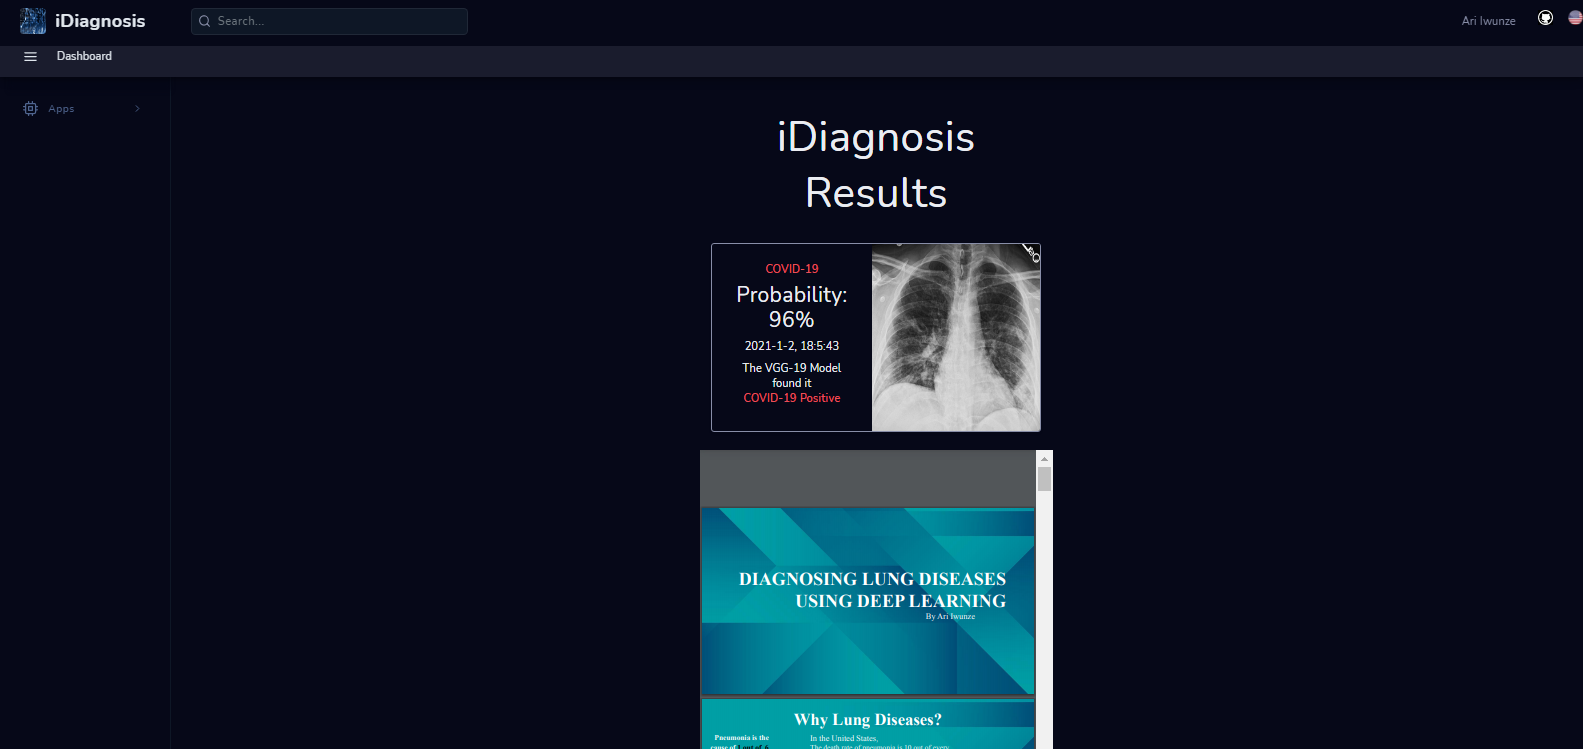 iDiagnosis
Search...
Ari Iwunze
Dashboard
Apps
iDiagnosis
Results
COVID-19
Probability:
96%
2021-1-2, 18:5:43
The VGG-19 Model
found it
COVID-19 Positive
DIAGNOSING LUNG DISEASES
USING DEEP LEARNING
By Ari Iwunze
Why Lung Diseases?
Pneumonia is the
cause of 1 out of 6
In the United States,
The death rate of pneumonia is 10 out of every